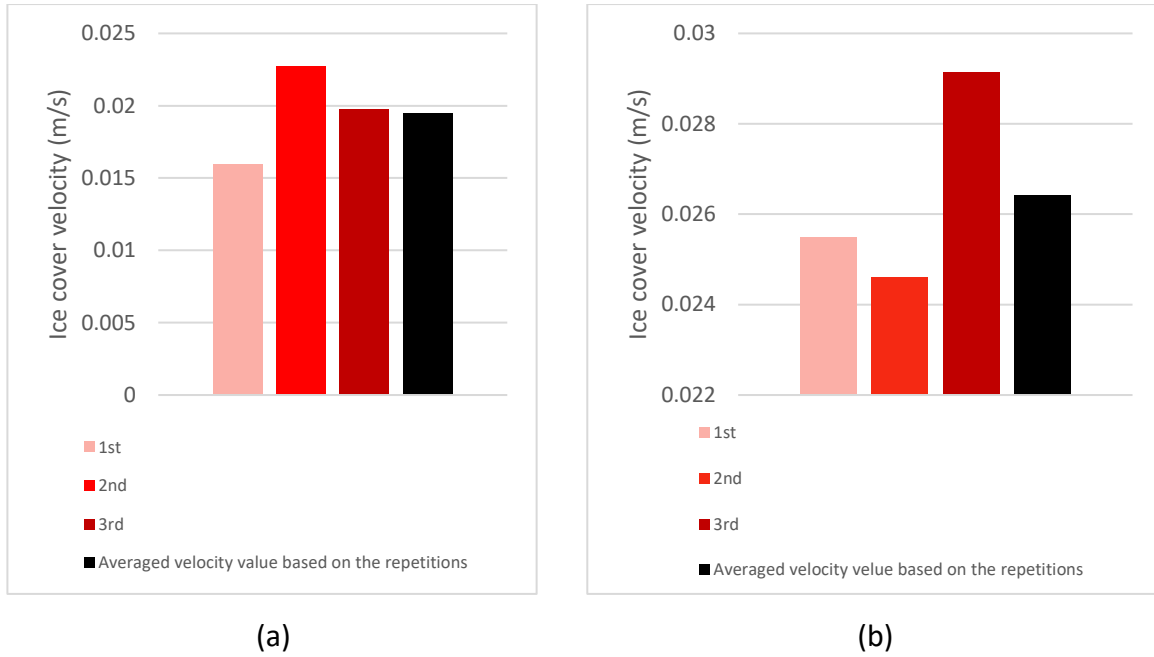 Ice cover velocity (m/s)
0.025
0.02
0.015
0.01
0.005
0
1st
2nd
3rd
Averaged velocity value based on the repetitions
(a)
Ice cover velocity (m/s)
0.03
0.028
0.026
0.024
0.022
1st
2nd
3rd
Averaged velocity velue based on the repetitions
(b)